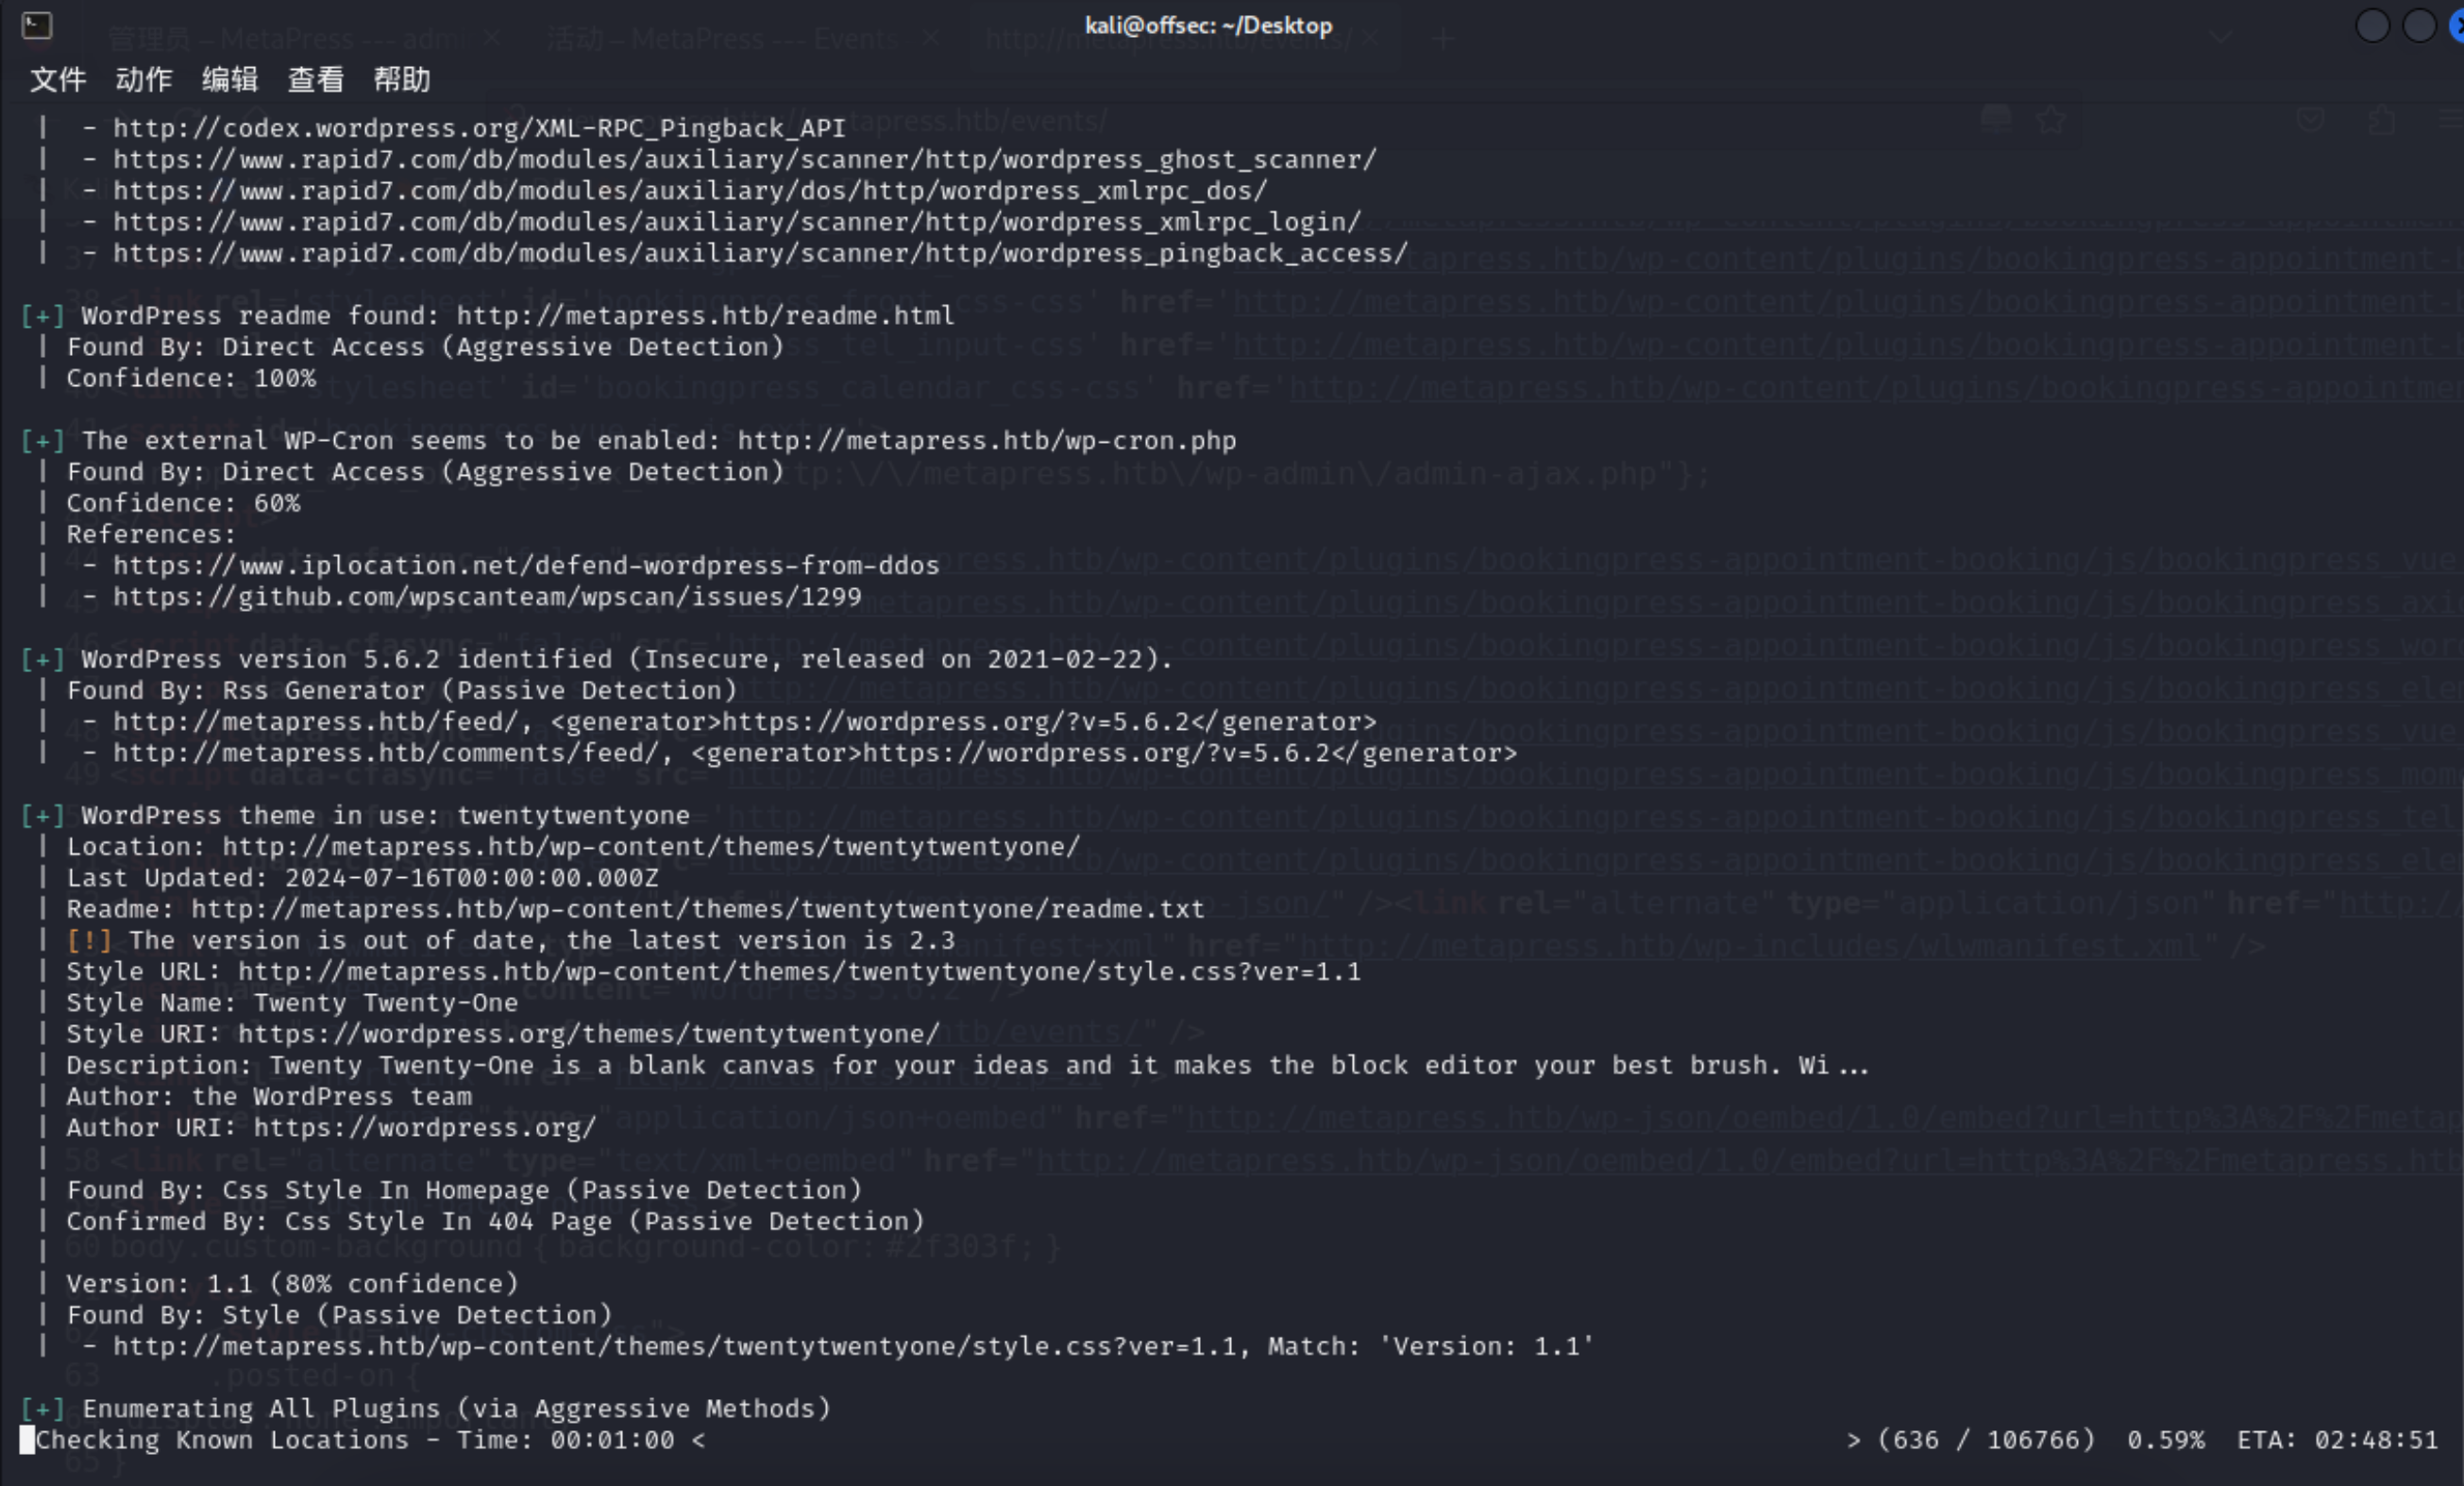 kali@offsec: ~/Desktop
管理员 – MetaPress --- adm
活动 – MetaPress --- Events
http://metapress.htb/events/
文件 动作 编辑 查看 帮助
| - http://codex.wordpress.org/XML-RPC_Pingback_API
| - https://www.rapid7.com/db/modules/auxiliary/scanner/http/wordpress_ghost_scanner/
| - https://www.rapid7.com/db/modules/auxiliary/dos/http/wordpress_xmlrpc_dos/
| - https://www.rapid7.com/db/modules/auxiliary/scanner/http/wordpress_xmlrpc_login/
| - https://www.rapid7.com/db/modules/auxiliary/scanner/http/wordpress_pingback_access/
[+] WordPress readme found: http://metapress.htb/readme.html
| Found By: Direct Access (Aggressive Detection)
| Confidence: 100%
[+] The external WP-Cron seems to be enabled: http://metapress.htb/wp-cron.php
| Found By: Direct Access (Aggressive Detection)
| Confidence: 60%
| References:
| - https://www.iplocation.net/defend-wordpress-from-ddos
| - https://github.com/wpscanteam/wpscan/issues/1299
[+] WordPress version 5.6.2 identified (Insecure, released on 2021-02-22).
| Found By: Rss Generator (Passive Detection)
| - http://metapress.htb/feed/, <generator>https://wordpress.org/?v=5.6.2</generator>
| - http://metapress.htb/comments/feed/, <generator>https://wordpress.org/?v=5.6.2</generator>
[+] WordPress theme in use: twentytwentyone
| Location: http://metapress.htb/wp-content/themes/twentytwentyone/
| Last Updated: 2024-07-16T00:00:00.000Z
| Readme: http://metapress.htb/wp-content/themes/twentytwentyone/readme.txt
| [!] The version is out of date, the latest version is 2.3
| Style URL: http://metapress.htb/wp-content/themes/twentytwentyone/style.css?ver=1.1
| Style Name: Twenty Twenty-One
| Style URI: https://wordpress.org/themes/twentytwentyone/
| Description: Twenty Twenty-One is a blank canvas for your ideas and it makes the block editor your best brush. Wi...
| Author: the WordPress team
| Author URI: https://wordpress.org/
|
| Found By: Css Style In Homepage (Passive Detection)
| Confirmed By: Css Style In 404 Page (Passive Detection)
|
| Version: 1.1 (80% confidence)
| Found By: Style (Passive Detection)
| - http://metapress.htb/wp-content/themes/twentytwentyone/style.css?ver=1.1, Match: 'Version: 1.1'
[+] Enumerating All Plugins (via Aggressive Methods)
Checking Known Locations - Time: 00:01:00 < > (636 / 106766) 0.59% ETA: 02:48:51